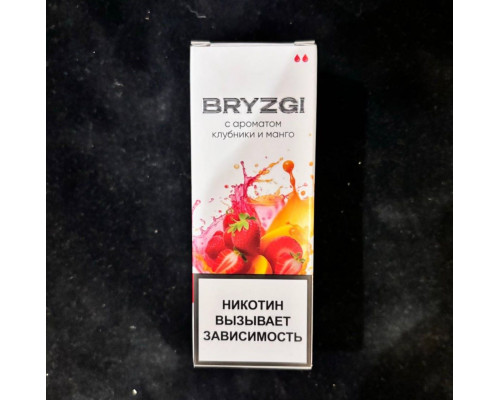 BRYZGI
с ароматом
клубники и манго
НИКОТИН
ВЫЗЫВАЕТ
ЗАВИСИМОСТЬ